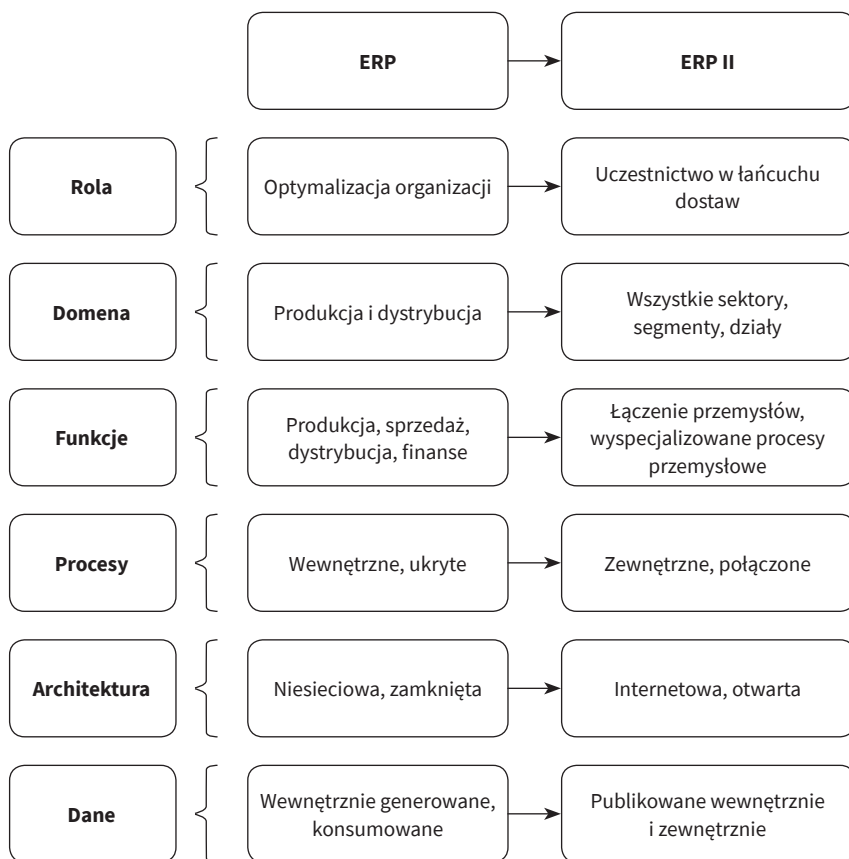 ERP
ERP II
Rola
Optymalizacja organizacji
Uczestnictwo w łańcuchu
dostaw
Domena
Produkcja i dystrybucja
Wszystkie sektory,
segmenty, działy
Funkcje
Produkcja, sprzedaż,
dystrybucja, finanse
Łączenie przemysłów,
wyspecjalizowane procesy
przemysłowe
Procesy
Wewnętrzne, ukryte
Zewnętrzne, połączone
Architektura
Niesieciowa, zamknięta
Internetowa, otwarta
Dane
Wewnętrznie generowane,
konsumowane
Publikowane wewnętrznie
i zewnętrznie